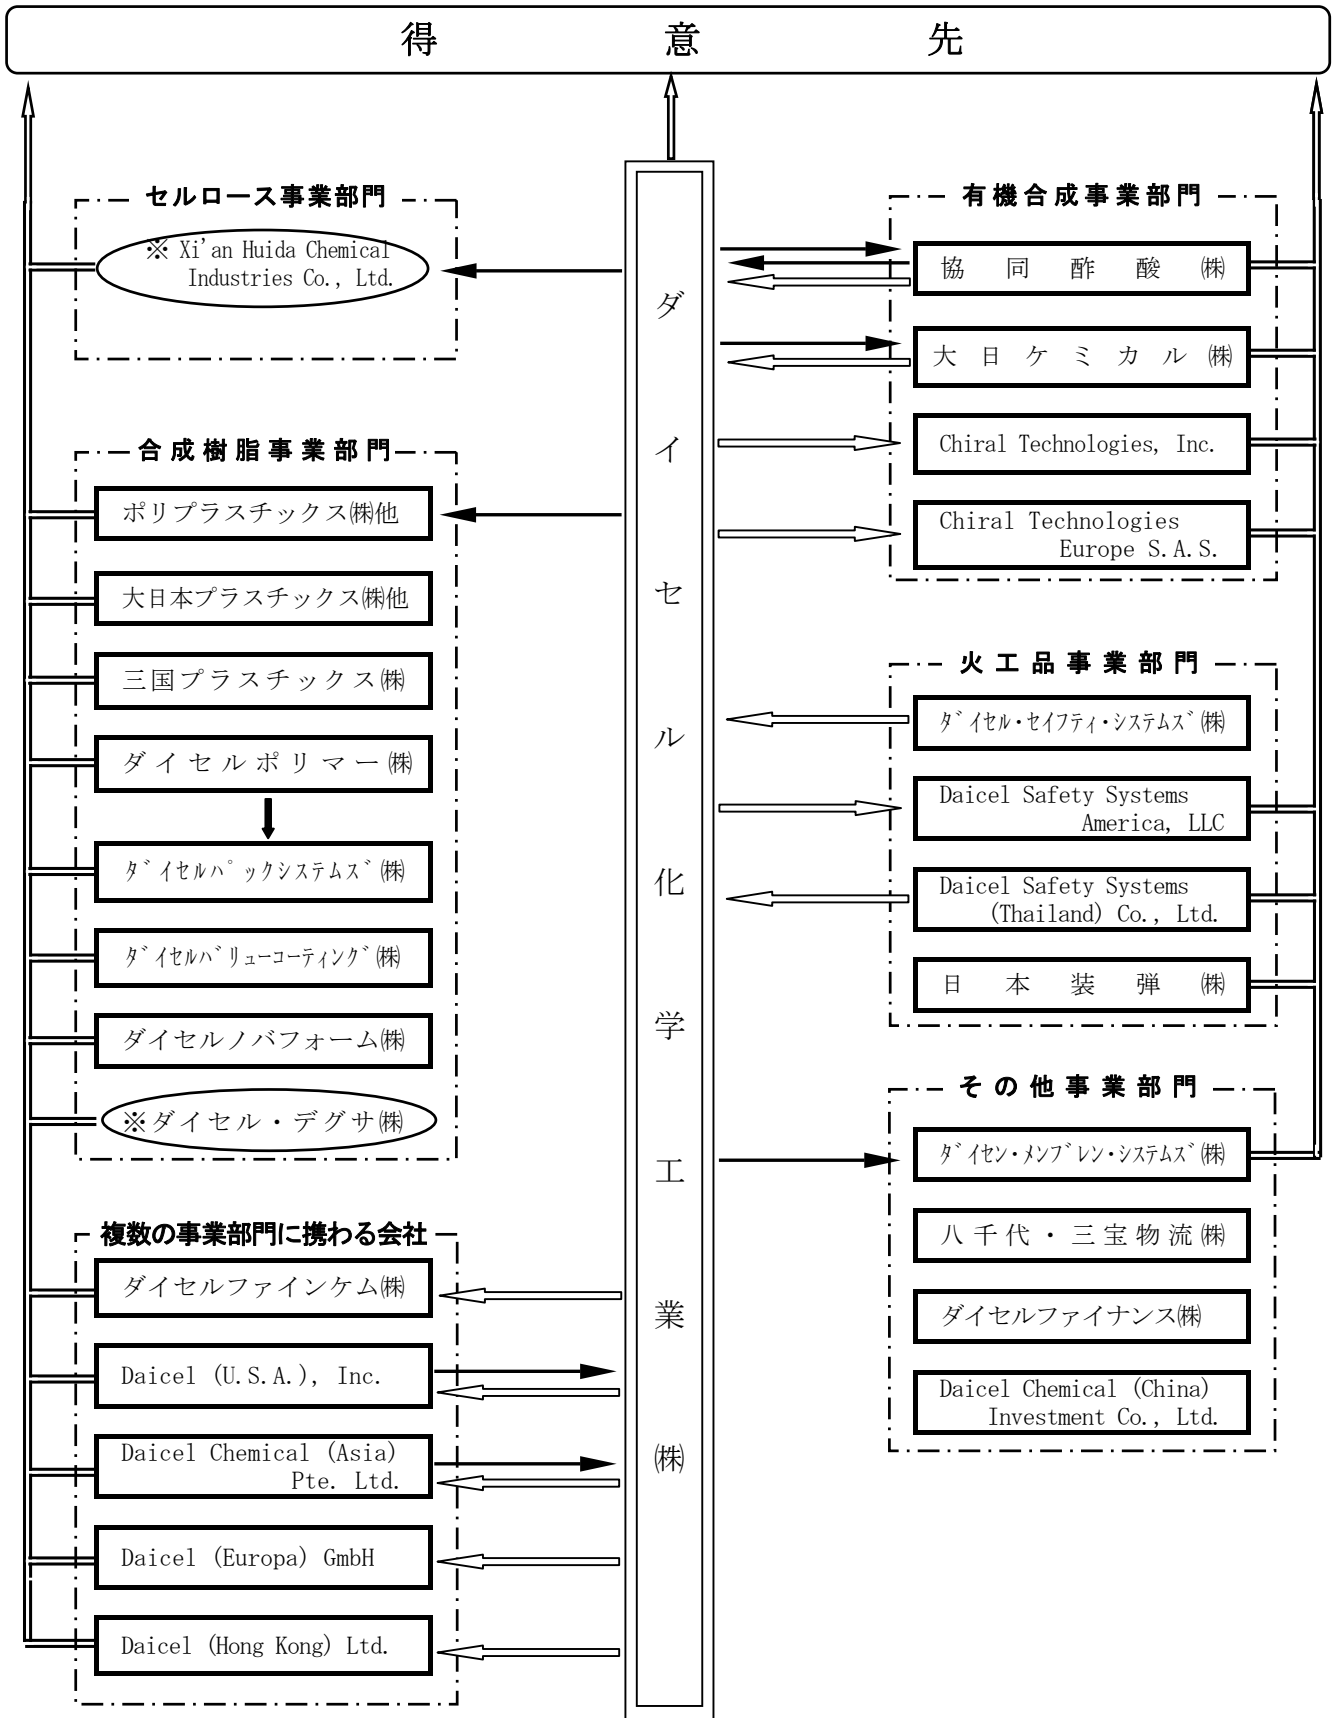 得意先
セルロース事業部門
※ Xi'an Huida Chemical
Industries Co., Ltd.
合成樹脂事業部門
ポリプラスチックス㈱他
大日本プラスチックス㈱他
三国プラスチックス㈱
ダイセルポリマー㈱
ダイセルパックシステムズ㈱
ダイセルバリューコーティング㈱
ダイセルノバフォーム㈱
※ダイセル・デグサ㈱
複数の事業部門に携わる会社
ダイセルファインケム㈱
Daicel (U.S.A.), Inc.
Daicel Chemical (Asia)
Pte. Ltd.
Daicel (Europa) GmbH
Daicel (Hong Kong) Ltd.
ダイセル化学工業㈱
有機合成事業部門
協同酢酸㈱
大日ケミカル㈱
Chiral Technologies, Inc.
Chiral Technologies
Europe S.A.S.
火工品事業部門
ダイセル・セイフティ・システムズ㈱
Daicel Safety Systems
America, LLC
Daicel Safety Systems
(Thailand) Co., Ltd.
日本装弾㈱
その他事業部門
ダイセン・メンブレン・システムズ㈱
八千代・三宝物流㈱
ダイセルファイナンス㈱
Daicel Chemical (China)
Investment Co., Ltd.